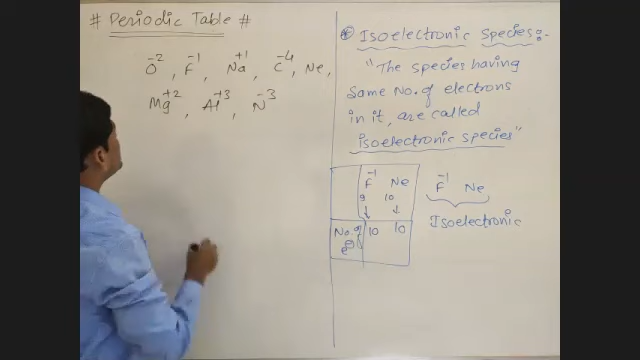 # Periodic Table #
O⁻², F⁻¹, Na⁺¹, C⁻⁴, Ne,
Mg⁺², Al⁺³, N⁻³
Isoelectronic Species:-
"The species having
same No. of electrons
in it, are called
isoelectronic species"
F⁻¹ Ne
9 10
No. of e⊖ 10 10
F⁻¹ Ne
Isoelectronic